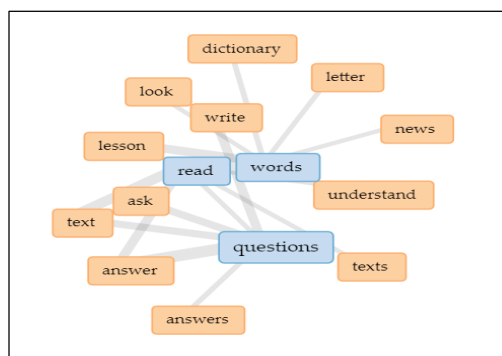 dictionary
letter
look
write
news
lesson
read
words
understand
ask
text
questions
answer
texts
answers